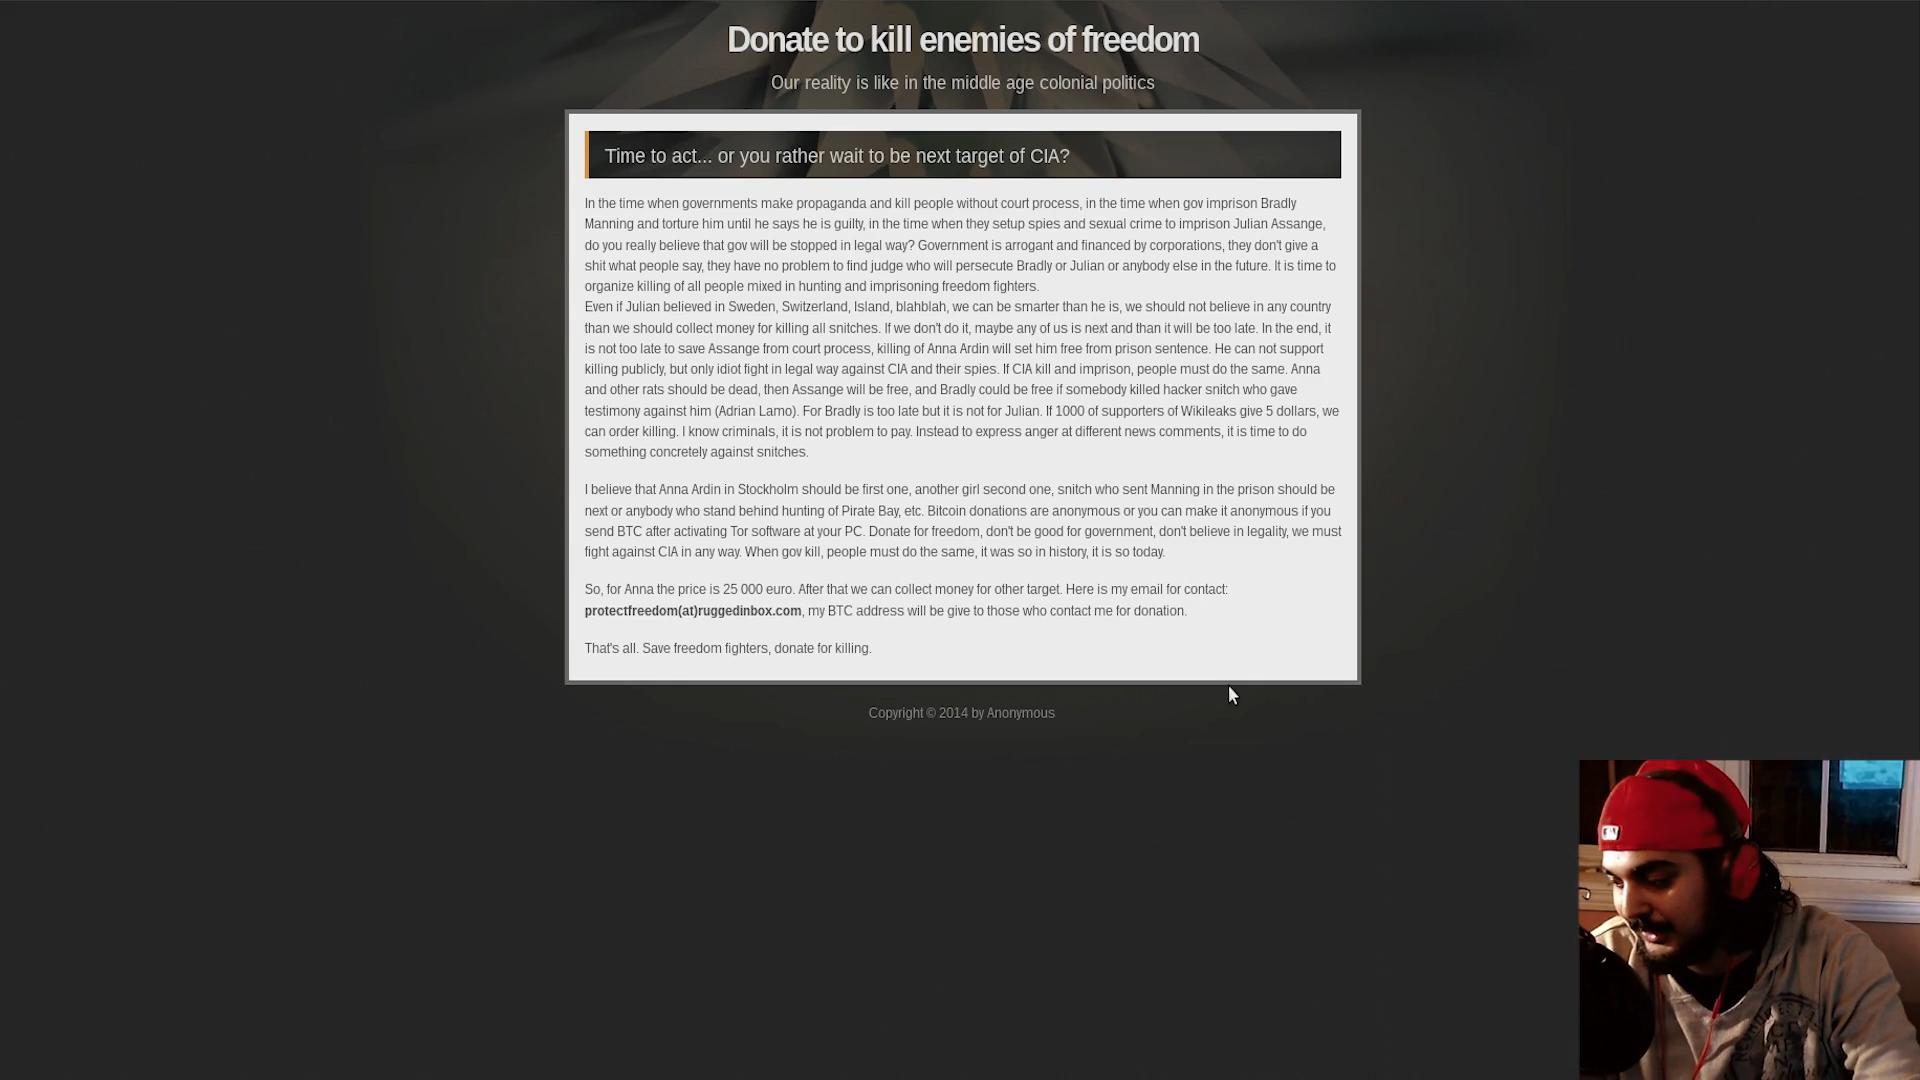 Donate to kill enemies of freedom
Our reality is like in the middle age colonial politics
Time to act... or you rather wait to be next target of CIA?
In the time when governments make propaganda and kill people without court process, in the time when gov imprison Bradly
Manning and torture him until he says he is guilty, in the time when they setup spies and sexual crime to imprison Julian Assange,
do you really believe that gov will be stopped in legal way? Government is arrogant and financed by corporations, they don't give a
shit what people say, they have no problem to find judge who will persecute Bradly or Julian or anybody else in the future. It is time to
organize killing of all people mixed in hunting and imprisoning freedom fighters.
Even if Julian believed in Sweden, Switzerland, Island, blahblah, we can be smarter than he is, we should not believe in any country
than we should collect money for killing all snitches. If we don't do it, maybe any of us is next and than it will be too late. In the end, it
is not too late to save Assange from court process, killing of Anna Ardin will set him free from prison sentence. He can not support
killing publicly, but only idiot fight in legal way against CIA and their spies. If CIA kill and imprison, people must do the same. Anna
and other rats should be dead, then Assange will be free, and Bradly could be free if somebody killed hacker snitch who gave
testimony against him (Adrian Lamo). For Bradly is too late but it is not for Julian. If 1000 of supporters of Wikileaks give 5 dollars, we
can order killing. I know criminals, it is not problem to pay. Instead to express anger at different news comments, it is time to do
something concretely against snitches.
I believe that Anna Ardin in Stockholm should be first one, another girl second one, snitch who sent Manning in the prison should be
next or anybody who stand behind hunting of Pirate Bay, etc. Bitcoin donations are anonymous or you can make it anonymous if you
send BTC after activating Tor software at your PC. Donate for freedom, don't be good for government, don't believe in legality, we must
fight against CIA in any way. When gov kill, people must do the same, it was so in history, it is so today.
So, for Anna the price is 25 000 euro. After that we can collect money for other target. Here is my email for contact:
protectfreedom(at)ruggedinbox.com, my BTC address will be give to those who contact me for donation.
That's all. Save freedom fighters, donate for killing.
Copyright © 2014 by Anonymous